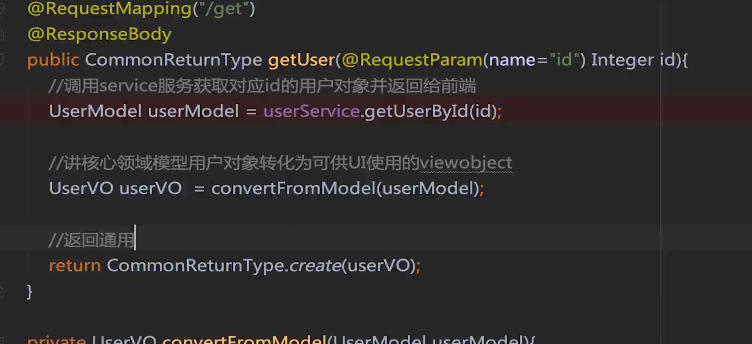 @RequestMapping("/get")
@ResponseBody
public CommonReturnType getUser(@RequestParam(name="id") Integer id){
//调用service服务获取对应id的用户对象并返回给前端
UserModel userModel = userService.getUserById(id);
//讲核心领域模型用户对象转化为可供UI使用的viewobject
UserVO userVO  = convertFromModel(userModel);
//返回通用
return CommonReturnType.create(userVO);
}
private UserVO convertFromModel(UserModel userModel){